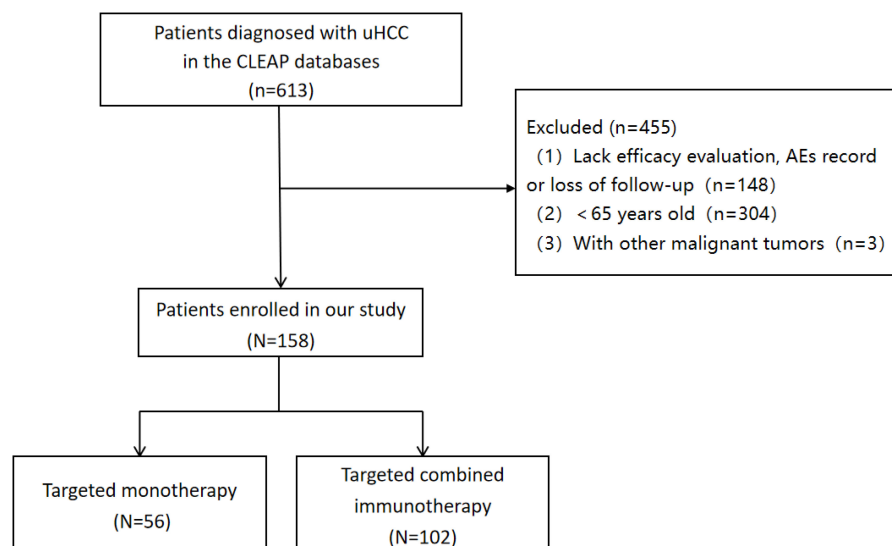 Patients diagnosed with uHCC
in the CLEAP databases
(n=613)
Excluded (n=455)
（1）Lack efficacy evaluation, AEs record
or loss of follow-up（n=148)
（2）＜65 years old（n=304)
（3）With other malignant tumors（n=3)
Patients enrolled in our study
(N=158)
Targeted monotherapy
(N=56)
Targeted combined
immunotherapy
(N=102)